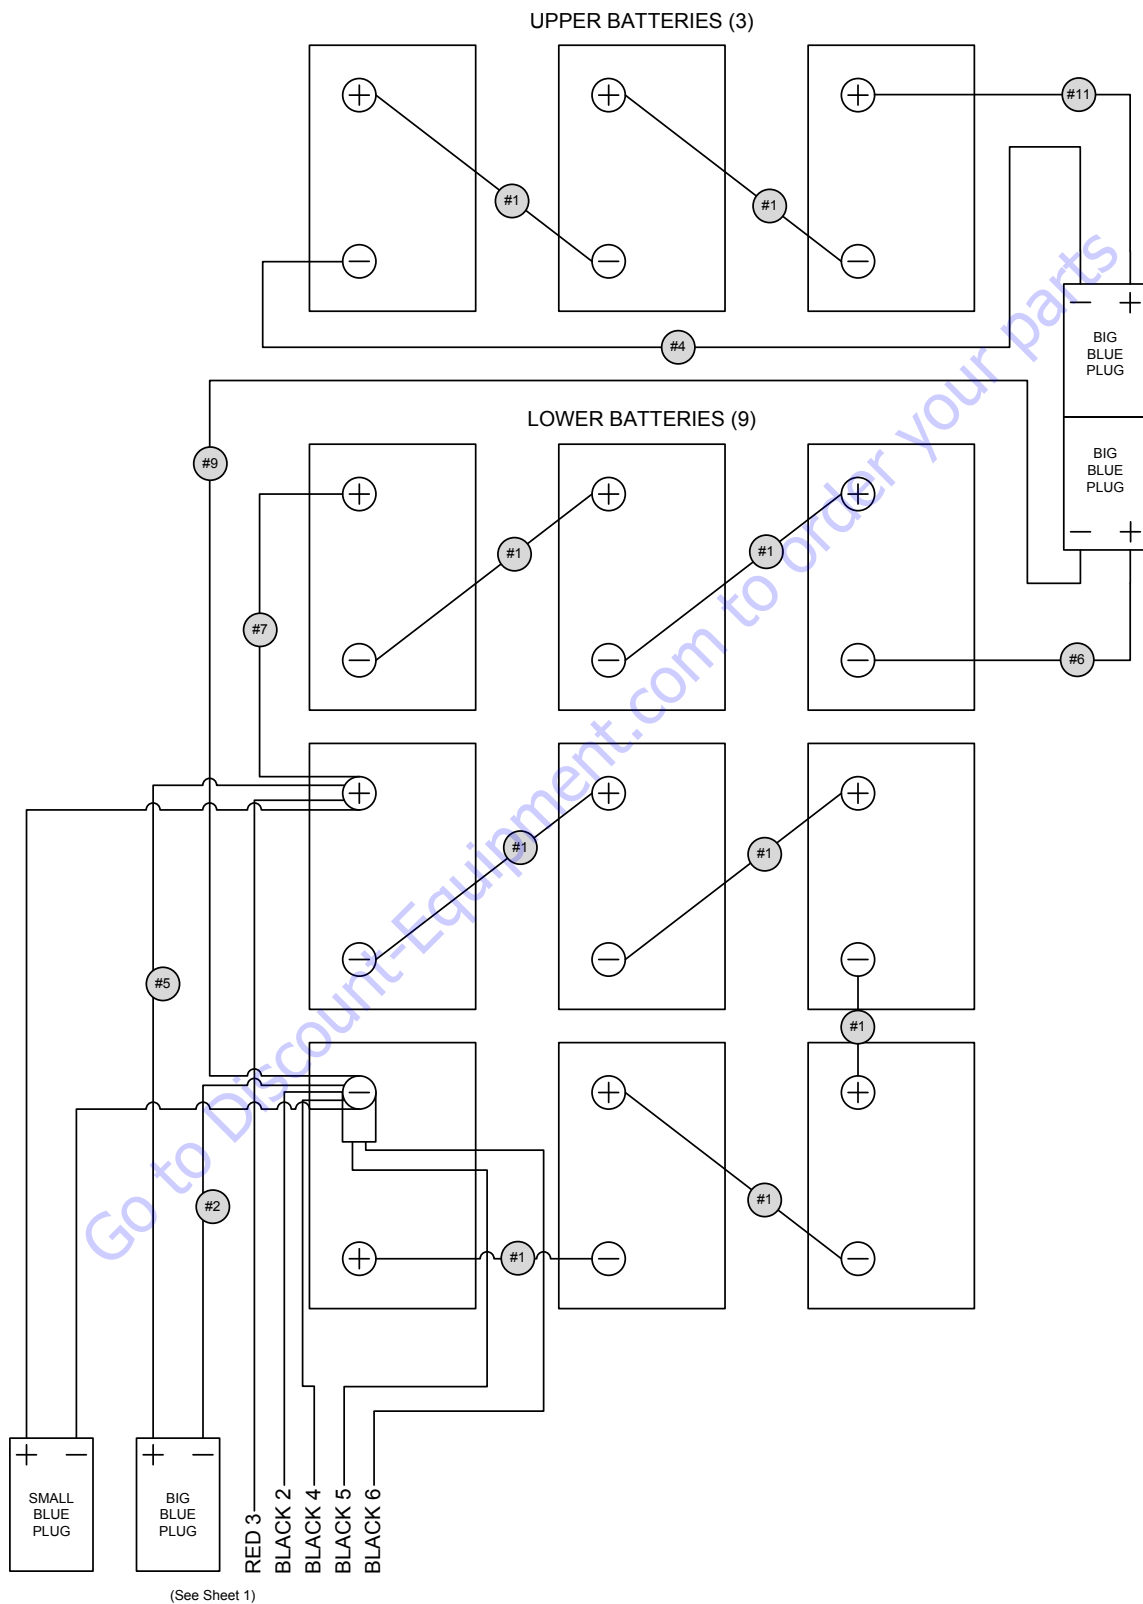 UPPER BATTERIES (3)
+
+
+
#11
#1
#1
−
−
−
− +
#4
BIG
BLUE
PLUG
LOWER BATTERIES (9)
#9
BIG
BLUE
PLUG
+
+
+
− +
#1
#1
#7
−
−
−
#6
+
+
+
#1
#1
−
−
−
#5
#1
−
+
+
#2
#1
+
#1
−
−
+ −
SMALL
BLUE
PLUG
+ −
BIG
BLUE
PLUG
RED 3
BLACK 2
BLACK 4
BLACK 5
BLACK 6
(See Sheet 1)
Go to Discount-Equipment.com to order your parts